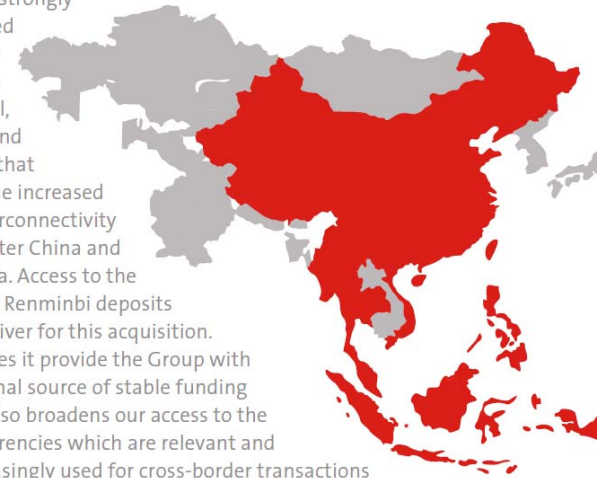 strongly
ed
l,
nd
that
e increased
rconnectivity
ter China and
a. Access to the
Renminbi deposits
iver for this acquisition.
es it provide the Group with
nal source of stable funding
so broadens our access to the
rencies which are relevant and
asingly used for cross-border transactions